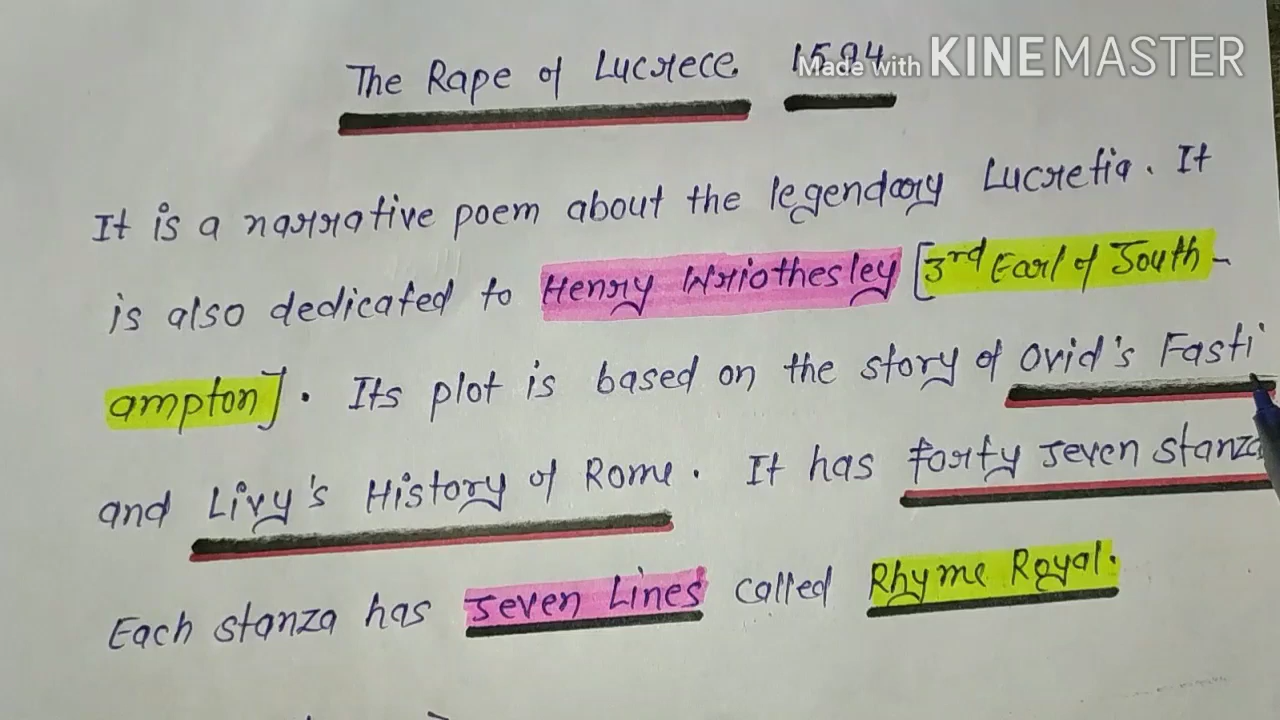 The Rape of Lucrece 1594
Made with KINEMASTER
It is a narrative poem about the legendary Lucretia. It
is also dedicated to Henry Wriothesley [3rd Earl of South-
ampton]. Its plot is based on the story of Ovid's Fasti
and Livy's History of Rome. It has forty seven stanza
Each stanza has seven Lines called Rhyme Royal.